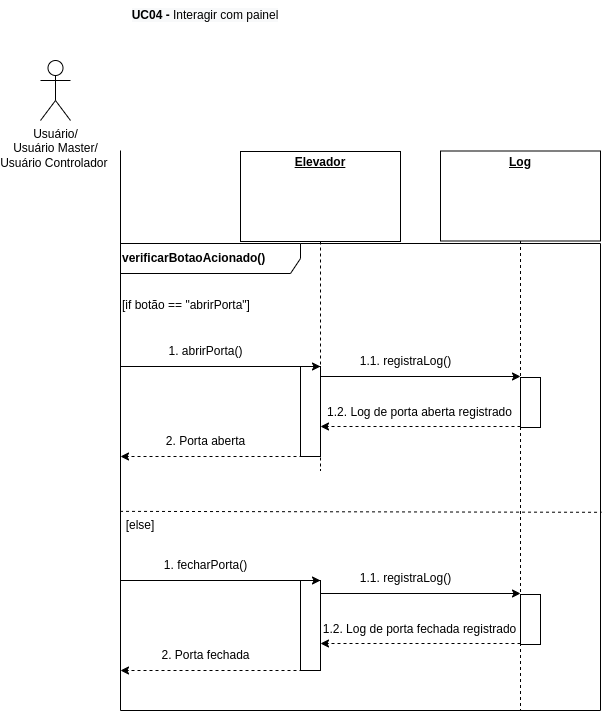 UC04 - Interagir com painel
Usuário/
Usuário Master/
Usuário Controlador
Elevador
Log
verificarBotaoAcionado()
[if botão == "abrirPorta"]
1. abrirPorta()
1.1. registraLog()
1.2. Log de porta aberta registrado
2. Porta aberta
[else]
1. fecharPorta()
1.1. registraLog()
1.2. Log de porta fechada registrado
2. Porta fechada